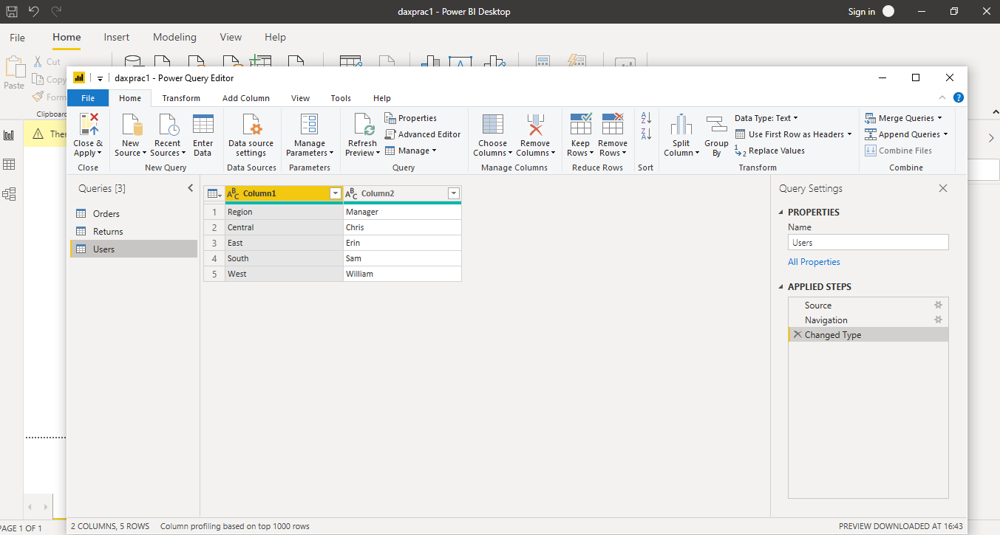 daxprac1 - Power BI Desktop
Sign in
File Home Insert Modeling View Help
Cut
Copy
Paste
Form
Clipboard
Ther
daxprac1 - Power Query Editor
File Home Transform Add Column View Tools Help
Close & Apply
New Source
Recent Sources
Enter Data
Data source settings
Manage Parameters
Refresh Preview
Properties
Advanced Editor
Manage
Choose Columns
Remove Columns
Keep Rows
Remove Rows
Split Column
Group By
Data Type: Text
Use First Row as Headers
Replace Values
Merge Queries
Append Queries
Combine Files
Close New Query Data Sources Parameters Query Manage Columns Reduce Rows Sort Transform Combine
Queries [3]
Orders
Returns
Users
Column1 Column2
1 Region Manager
2 Central Chris
3 East Erin
4 South Sam
5 West William
Query Settings
PROPERTIES
Name
Users
All Properties
APPLIED STEPS
Source
Navigation
Changed Type
2 COLUMNS, 5 ROWS Column profiling based on top 1000 rows
PREVIEW DOWNLOADED AT 16:43
PAGE 1 OF 1